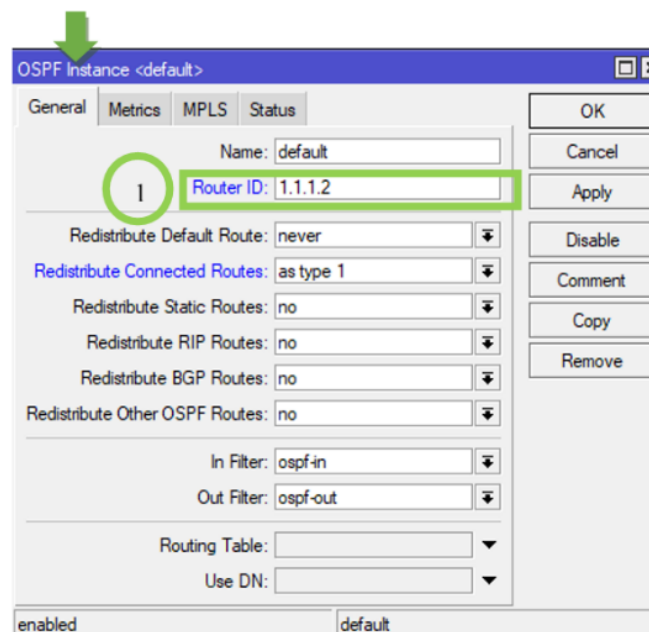 OSPF Instance <default>
General Metrics MPLS Status
OK
Name: default
Cancel
1
Router ID: 1.1.1.2
Apply
Redistribute Default Route: never
Disable
Redistribute Connected Routes: as type 1
Comment
Redistribute Static Routes: no
Copy
Redistribute RIP Routes: no
Remove
Redistribute BGP Routes: no
Redistribute Other OSPF Routes: no
In Filter: ospf-in
Out Filter: ospf-out
Routing Table:
Use DN:
enabled default